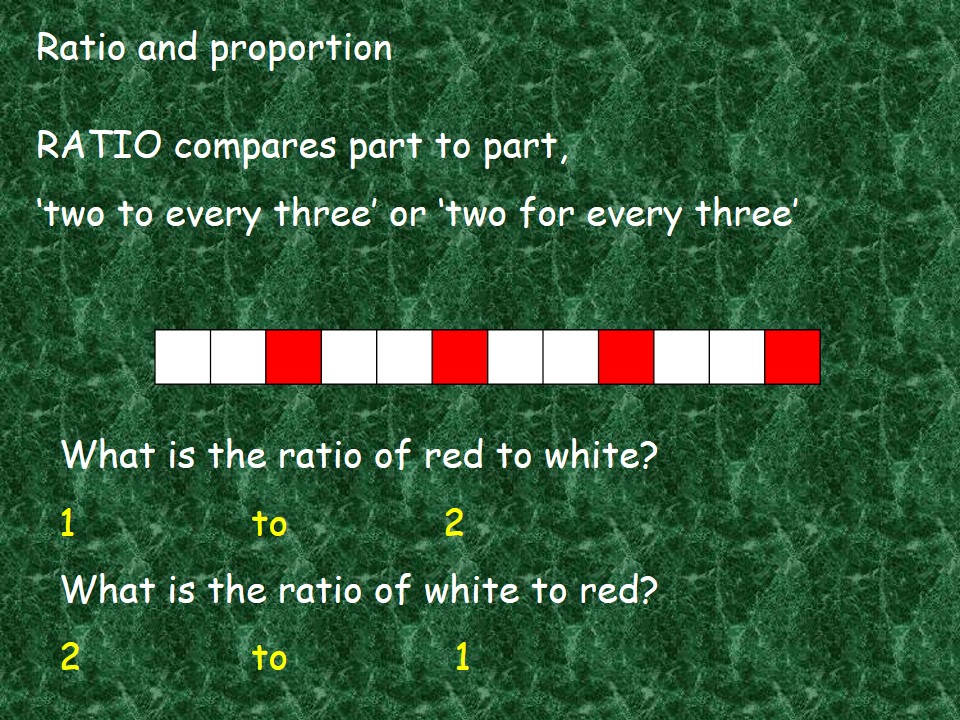 Ratio and proportion
RATIO compares part to part,
‘two to every three’ or ‘two for every three’
What is the ratio of red to white?
1 to 2
What is the ratio of white to red?
2 to 1